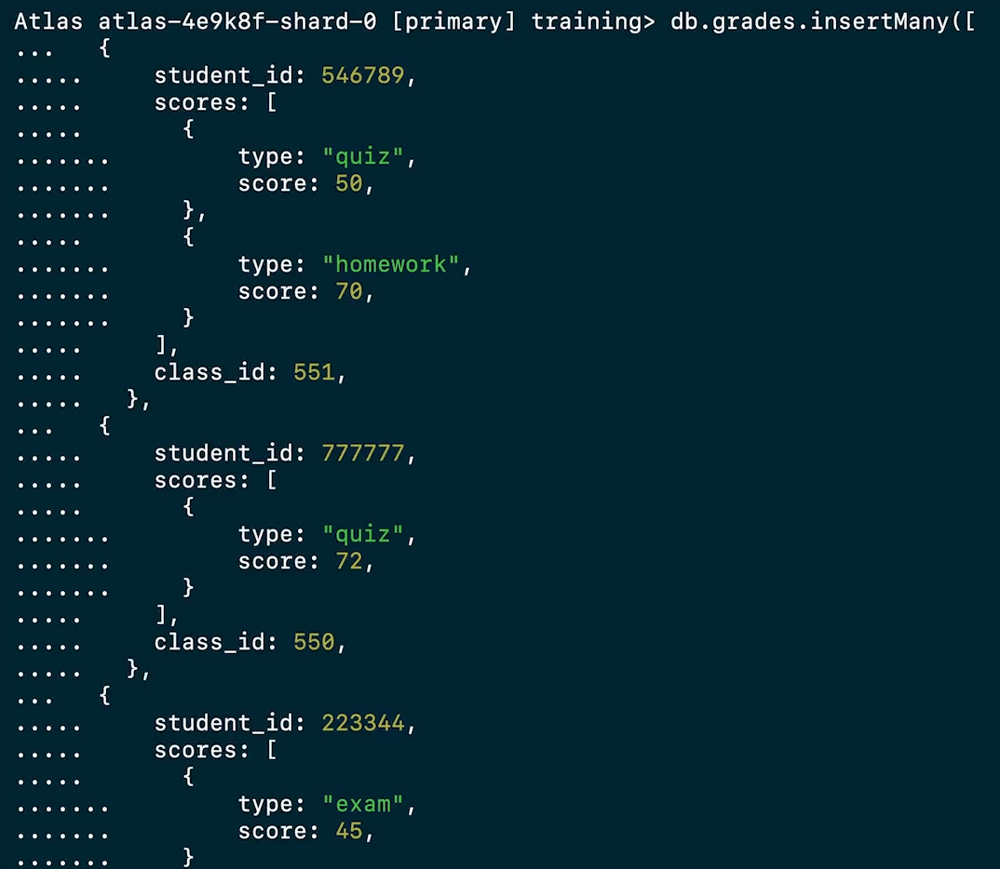 Atlas atlas-4e9k8f-shard-0 [primary] training> db.grades.insertMany([
...   {
.....     student_id: 546789,
.....     scores: [
.....       {
.......         type: "quiz",
.......         score: 50,
.......     },
.....       {
.......         type: "homework",
.......         score: 70,
.......     }
.....     ],
.....     class_id: 551,
.....   },
...   {
.....     student_id: 777777,
.....     scores: [
.....       {
.......         type: "quiz",
.......         score: 72,
.......     }
.....     ],
.....     class_id: 550,
.....   },
...   {
.....     student_id: 223344,
.....     scores: [
.....       {
.......         type: "exam",
.......         score: 45,
.......     }